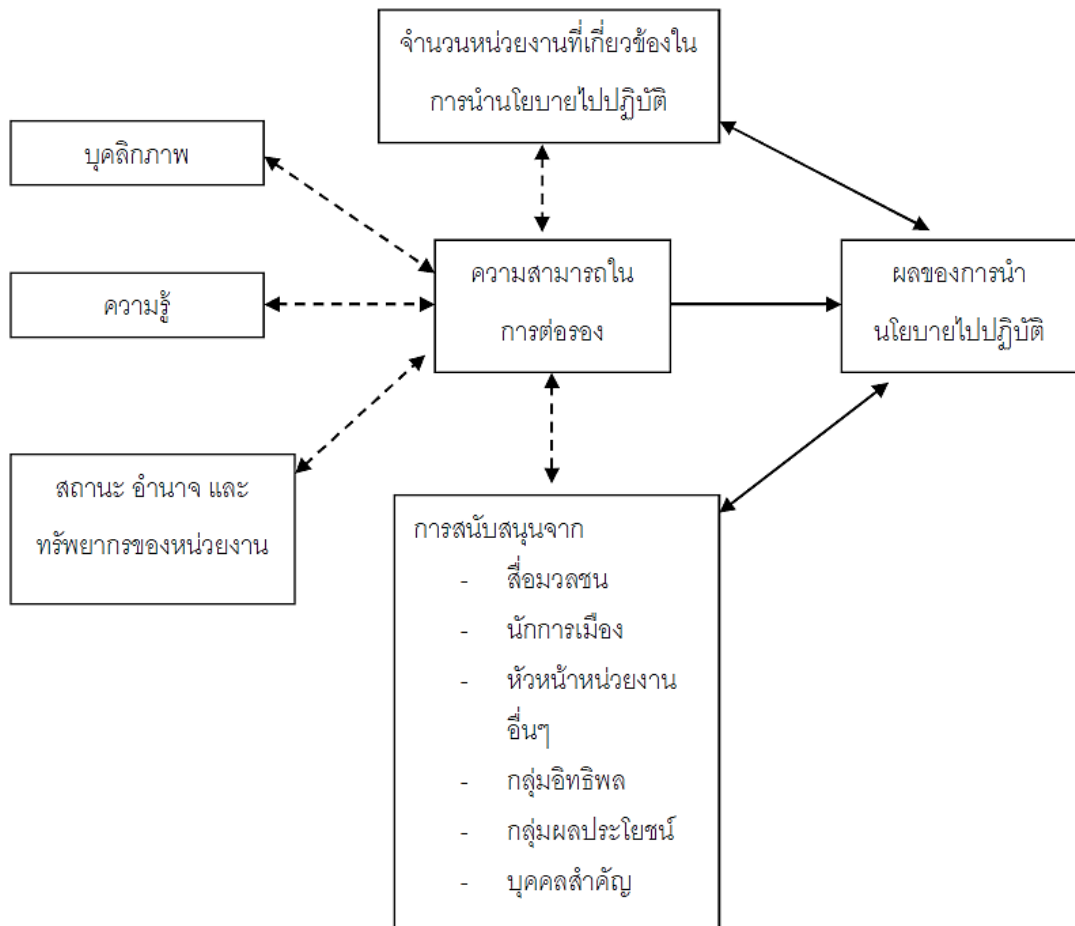 จำนวนหน่วยงานที่เกี่ยวข้องใน
การนำนโยบายไปปฏิบัติ
บุคลิกภาพ
ความรู้
สถานะ อำนาจ และ
ทรัพยากรของหน่วยงาน
ความสามารถใน
การต่อรอง
ผลของการนำ
นโยบายไปปฏิบัติ
การสนับสนุนจาก
- สื่อมวลชน
- นักการเมือง
- หัวหน้าหน่วยงาน
อื่นๆ
- กลุ่มอิทธิพล
- กลุ่มผลประโยชน์
- บุคคลสำคัญ